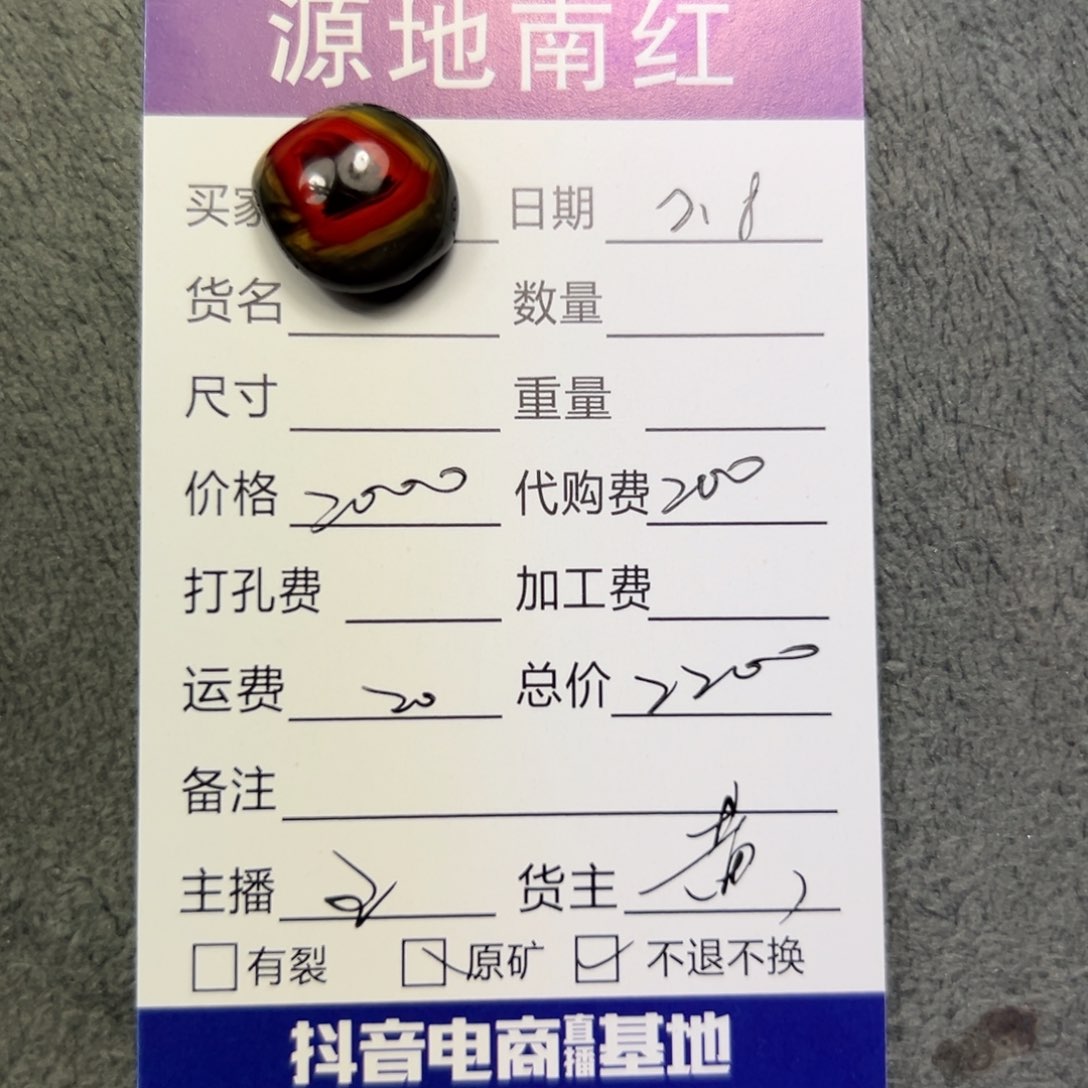 源地南红
买家 日期 2.8
货名 数量
尺寸 重量
价格 20000 代购费 200
打孔费 加工费
运费 20 总价 2200
备注
主播 货主 黄
有裂 原矿 不退不换
抖音电商直播基地